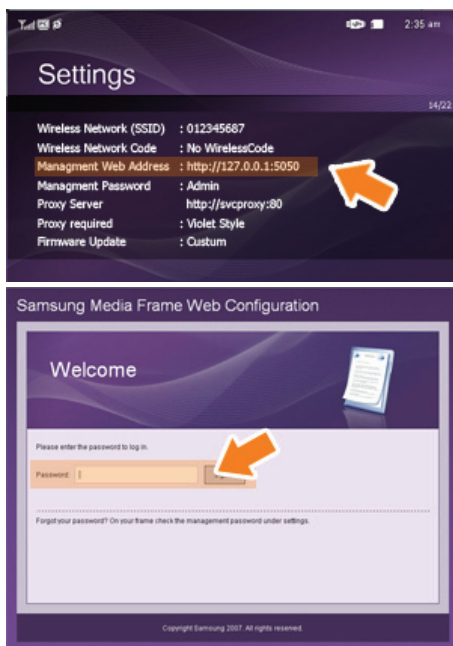 2:35 am
Settings
14/22
Wireless Network (SSID) : 012345687
Wireless Network Code : No WirelessCode
Managment Web Address : http://127.0.0.1:5050
Managment Password : Admin
Proxy Server http://svcproxy:80
Proxy required : Violet Style
Firmware Update : Custum
Samsung Media Frame Web Configuration
Welcome
Please enter the password to log in.
Password:
Forgot your password? On your frame check the management password under settings.
Copyright Samsung 2007. All rights reserved.